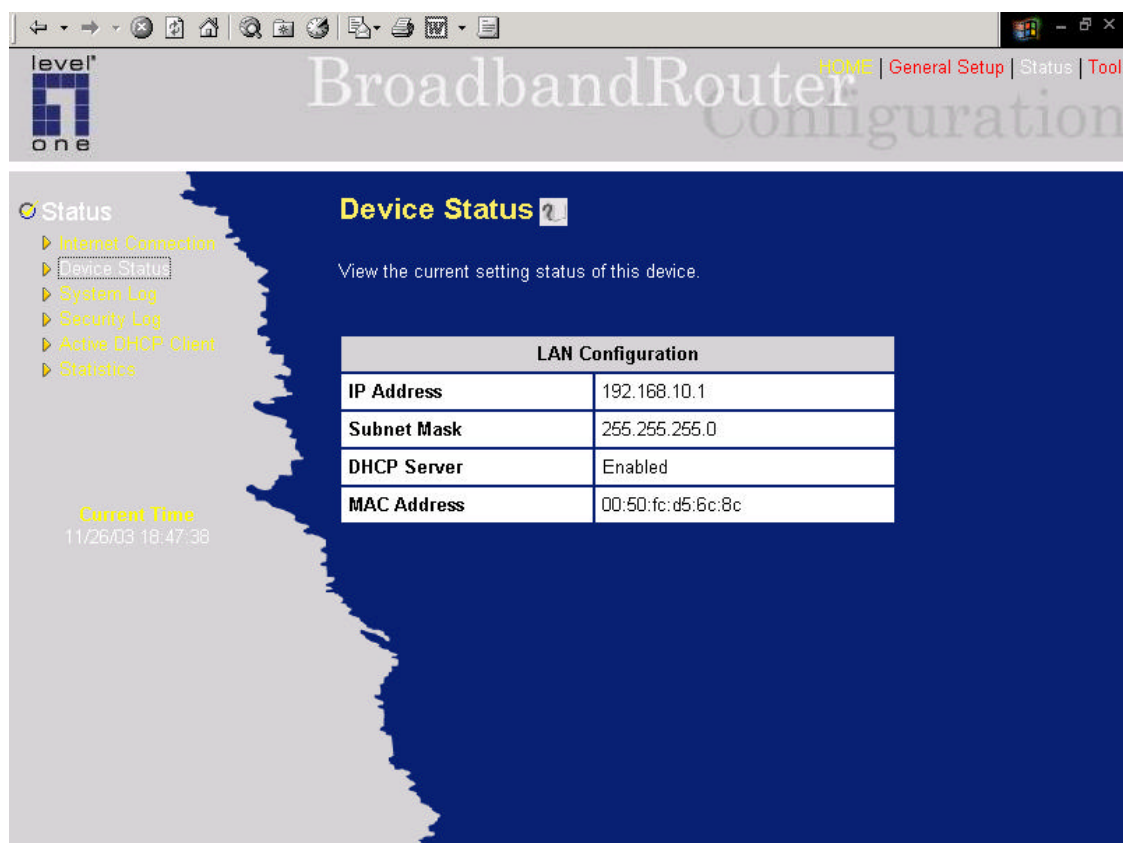 level
one
BroadbandRouter
Configuration
HOME | General Setup | Status | Tool
Status
Internet Connection
Device Status
System Log
Security Log
Active DHCP Client
Statistics
Current Time
11/26/03 18:47:38
Device Status
View the current setting status of this device.
LAN Configuration
IP Address 192.168.10.1
Subnet Mask 255.255.255.0
DHCP Server Enabled
MAC Address 00:50:fc:d5:6c:8c